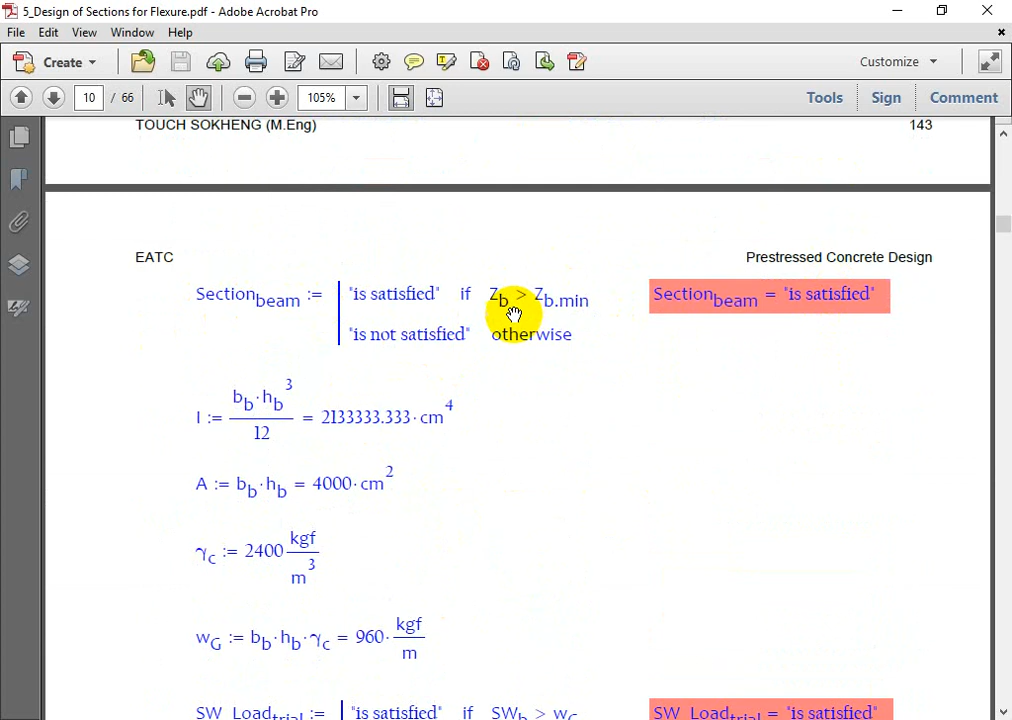 5_Design of Sections for Flexure.pdf - Adobe Acrobat Pro
File Edit View Window Help
Create Customize
10 / 66 105% Tools Sign Comment
TOUCH SOKHENG (M.Eng) 143
EATC Prestressed Concrete Design
Section_beam := "is satisfied" if Z_b > Z_b.min Section_beam = "is satisfied"
"is not satisfied" otherwise
I := b_b·h_b^3 / 12 = 2133333.333·cm^4
A := b_b·h_b = 4000·cm^2
γ_c := 2400 kgf/m^3
w_G := b_b·h_b·γ_c = 960· kgf/m
SW_Load_trial := "is satisfied" if SW_b > w_G SW_Load_trial = "is satisfied"